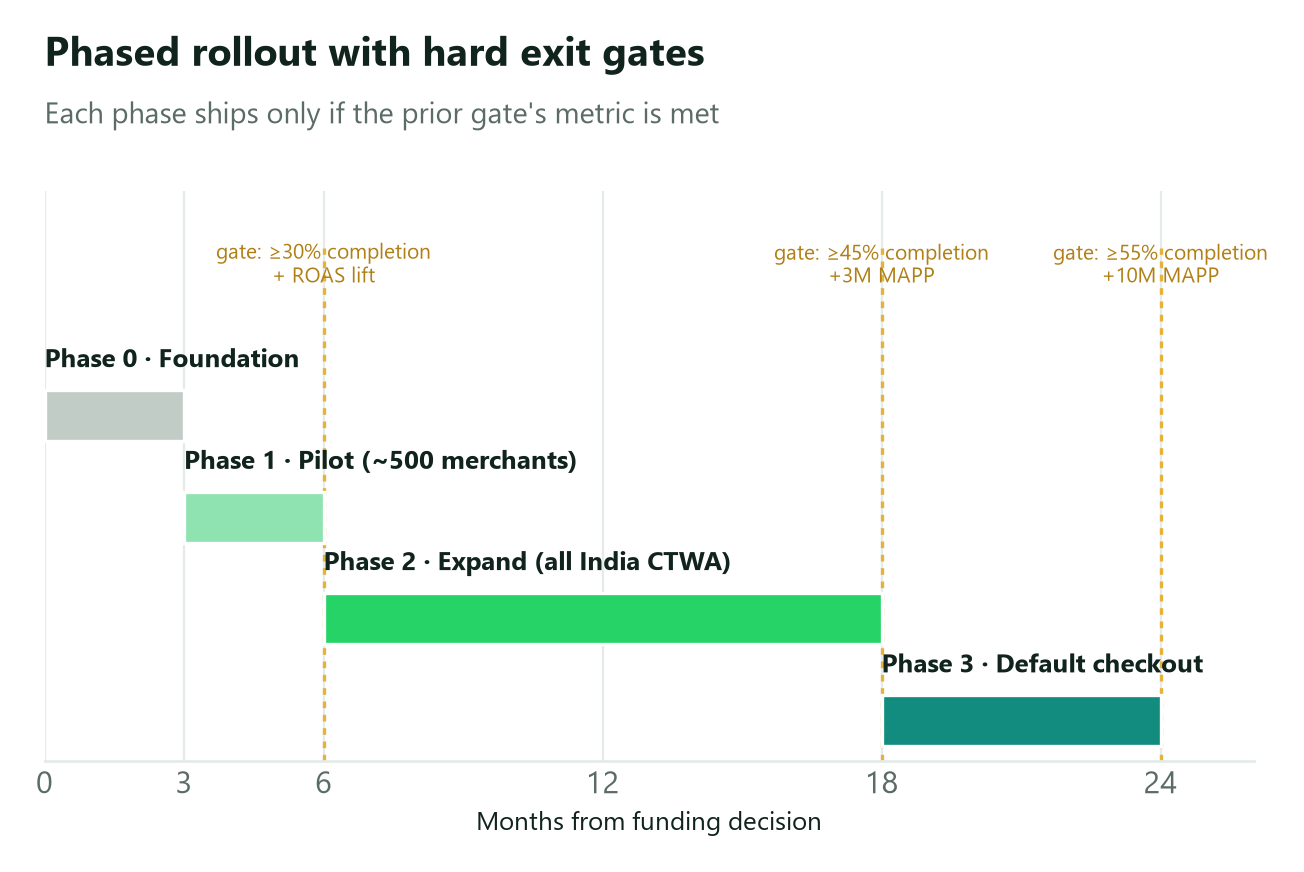 Phased rollout with hard exit gates
Each phase ships only if the prior gate's metric is met
gate: ≥30% completion
+ ROAS lift
gate: ≥45% completion
+3M MAPP
gate: ≥55% completion
+10M MAPP
Phase 0 · Foundation
Phase 1 · Pilot (~500 merchants)
Phase 2 · Expand (all India CTWA)
Phase 3 · Default checkout
0 3 6 12 18 24
Months from funding decision